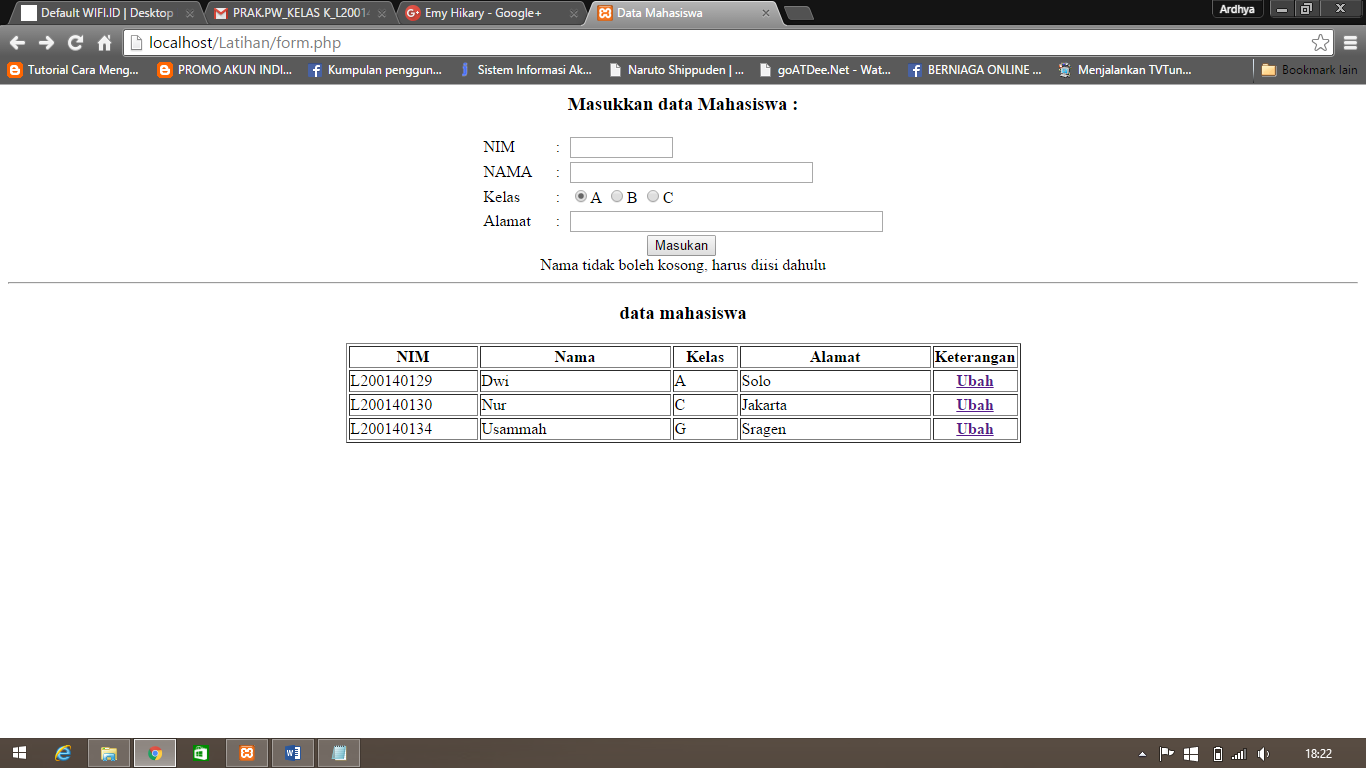 Default WIFI.ID | Desktop PRAK.PW_KELAS K_L2001 Emy Hikary - Google+ Data Mahasiswa Ardhya
localhost/Latihan/form.php
Tutorial Cara Meng... PROMO AKUN INDI... Kumpulan penggun... Sistem Informasi Ak... Naruto Shippuden | ... goATDee.Net - Wat... BERNIAGA ONLINE ... Menjalankan TVTun... Bookmark lain
Masukkan data Mahasiswa :
NIM :
NAMA :
Kelas : A B C
Alamat :
Masukan
Nama tidak boleh kosong, harus diisi dahulu
data mahasiswa
NIM Nama Kelas Alamat Keterangan
L200140129 Dwi A Solo Ubah
L200140130 Nur C Jakarta Ubah
L200140134 Usammah G Sragen Ubah
18:22